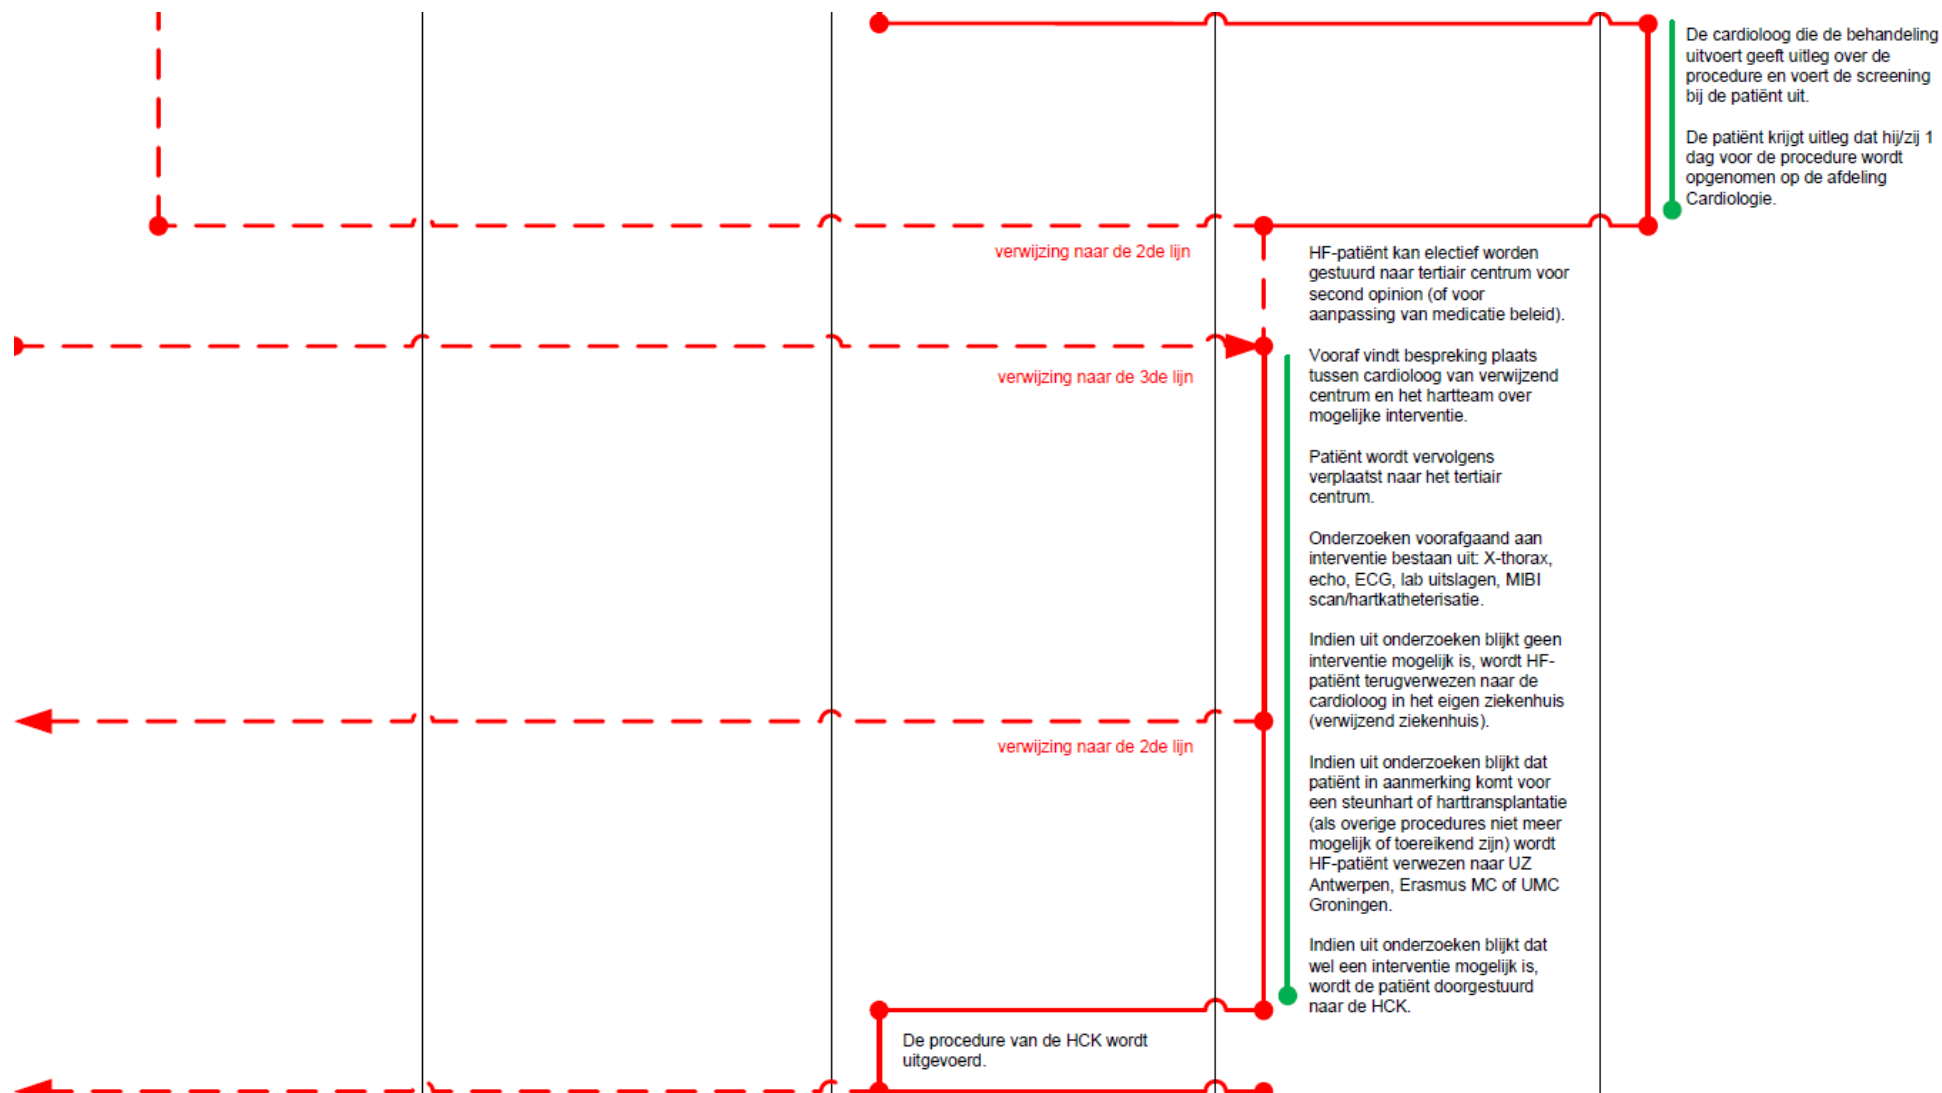 De cardioloog die de behandeling
uitvoert geeft uitleg over de
procedure en voert de screening
bij de patiënt uit.
De patiënt krijgt uitleg dat hij/zij 1
dag voor de procedure wordt
opgenomen op de afdeling
Cardiologie.
verwijzing naar de 2de lijn
HF-patiënt kan electief worden
gestuurd naar tertiair centrum voor
second opinion (of voor
aanpassing van medicatie beleid).
verwijzing naar de 3de lijn
Vooraf vindt bespreking plaats
tussen cardioloog van verwijzend
centrum en het hartteam over
mogelijke interventie.
Patiënt wordt vervolgens
verplaatst naar het tertiair
centrum.
Onderzoeken voorafgaand aan
interventie bestaan uit: X-thorax,
echo, ECG, lab uitslagen, MIBI
scan/hartkatheterisatie.
Indien uit onderzoeken blijkt geen
interventie mogelijk is, wordt HF-
patiënt terugverwezen naar de
cardioloog in het eigen ziekenhuis
(verwijzend ziekenhuis).
verwijzing naar de 2de lijn
Indien uit onderzoeken blijkt dat
patiënt in aanmerking komt voor
een steunhart of harttransplantatie
(als overige procedures niet meer
mogelijk of toereikend zijn) wordt
HF-patiënt verwezen naar UZ
Antwerpen, Erasmus MC of UMC
Groningen.
Indien uit onderzoeken blijkt dat
wel een interventie mogelijk is,
wordt de patiënt doorgestuurd
naar de HCK.
De procedure van de HCK wordt
uitgevoerd.